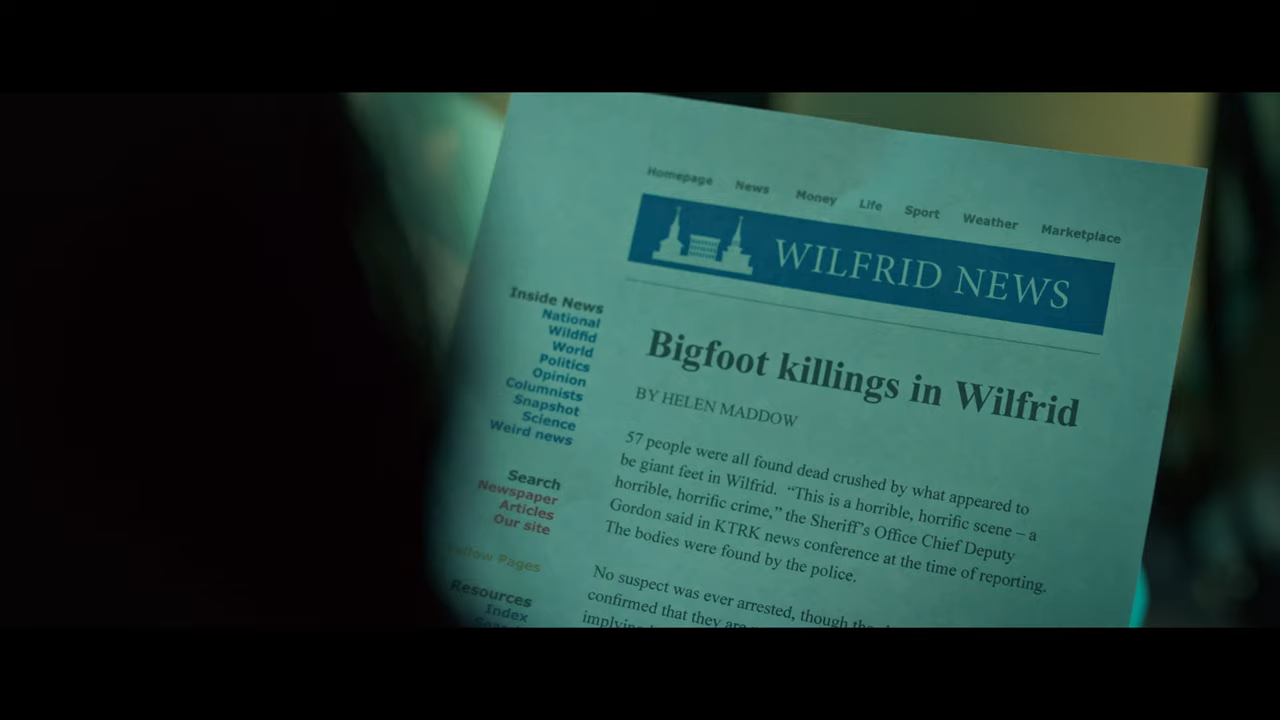 Homepage News Money Life Sport Weather Marketplace
WILFRID NEWS
Inside News
National
Wildfid
World
Politics
Opinion
Columnists
Snapshot
Science
Weird news
Search
Newspaper
Articles
Our site
Yellow Pages
Resources
Index
Bigfoot killings in Wilfrid
BY HELEN MADDOW
57 people were all found dead crushed by what appeared to
be giant feet in Wilfrid. “This is a horrible, horrific scene – a
horrible, horrific crime,” the Sheriff’s Office Chief Deputy
Gordon said in KTRK news conference at the time of reporting.
The bodies were found by the police.
No suspect was ever arrested, though the
confirmed that they are